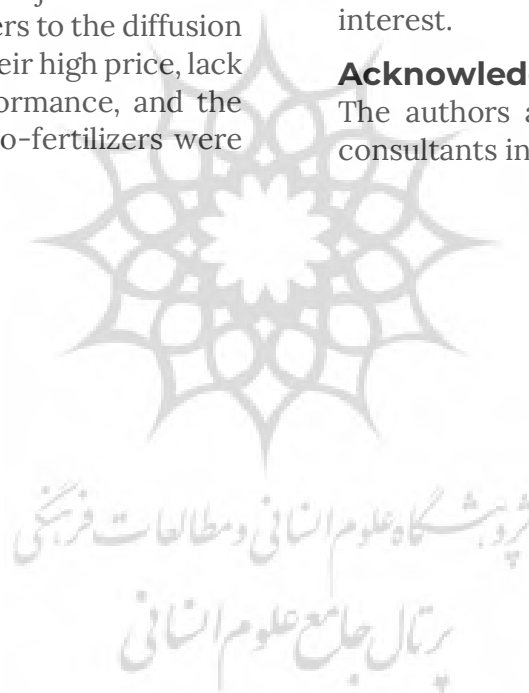 ers to the diffusion
eir high price, lack
ormance, and the
o-fertilizers were
interest.
Acknowled
The authors a
consultants in
پژوهشگاه علوم انسانی و مطالعات فرهنگی
پرتال جامع علوم انسانی